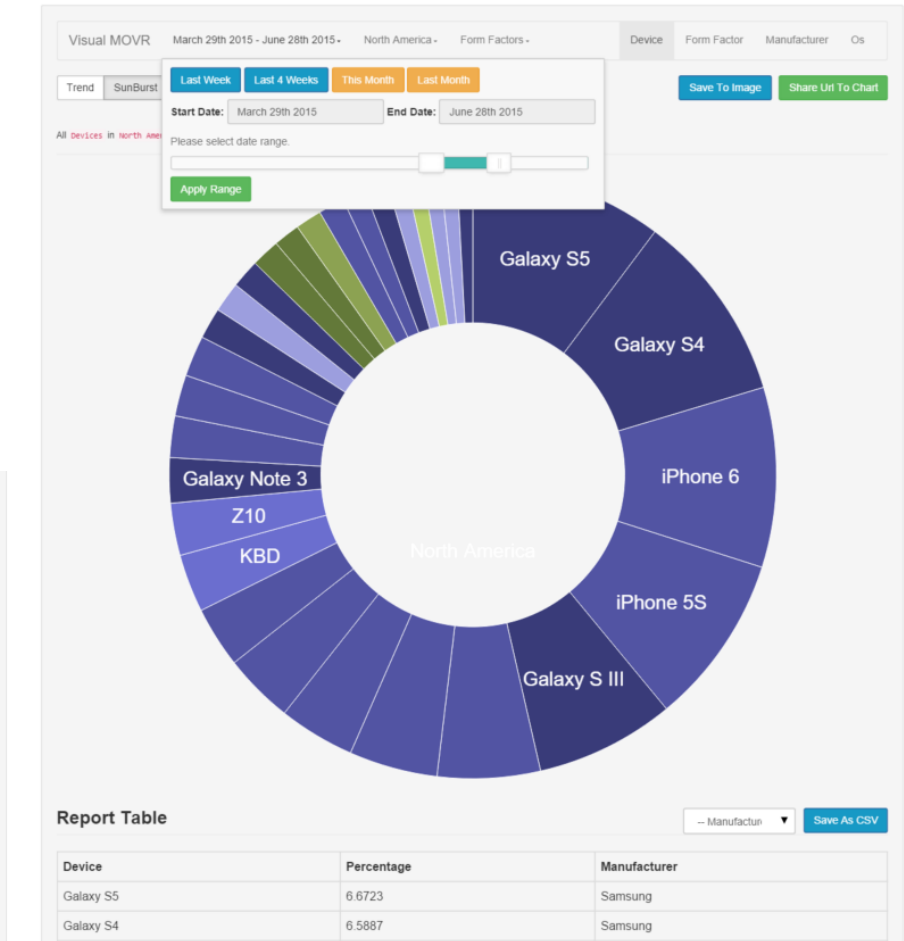 Visual MOVR March 29th 2015 - June 28th 2015 North America Form Factors Device Form Factor Manufacturer Os
Trend SunBurst Last Week Last 4 Weeks This Month Last Month Save To Image Share Url To Chart
Start Date: March 29th 2015 End Date: June 28th 2015
All Devices in North Amer
Please select date range.
Apply Range
Galaxy S5
Galaxy S4
iPhone 6
Galaxy Note 3
Z10
North America
KBD
iPhone 5S
Galaxy S III
Report Table -- Manufactur Save As CSV
Device Percentage Manufacturer
Galaxy S5 6.6723 Samsung
Galaxy S4 6.5887 Samsung